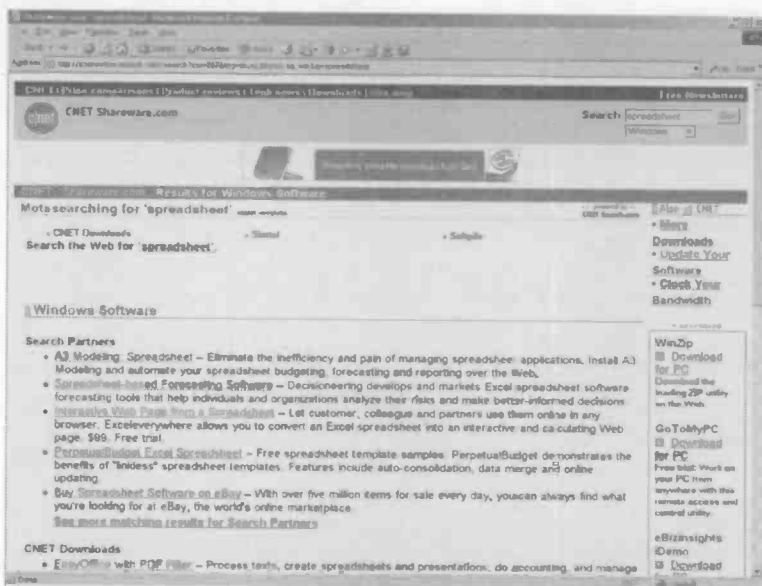 CNET Shareware.com
Search spreadsheet
Windows
Results for Windows Software
Metasearching for 'spreadsheet'
CNET Downloads
Search the Web for 'spreadsheet'.
Also CNET
More
Downloads
Update Your
Software
Clock Your
Bandwidth
Windows Software
Search Partners
A3 Modeling: Spreadsheet – Eliminate the inefficiency and pain of managing spreadsheet applications. Install A3
Modeling and automate your spreadsheet budgeting, forecasting and reporting over the Web.
Spreadsheet-based Forecasting Software – Decisioneering develops and markets Excel spreadsheet software
forecasting tools that help individuals and organizations analyze their risks and make better-informed decisions
Interactive Web Page from a Spreadsheet – Let customer, colleague and partners use them online in any
browser. Exceleverywhere allows you to convert an Excel spreadsheet into an interactive and calculating Web
page. $99. Free trial.
PerpetualBudget Excel Spreadsheet – Free spreadsheet template samples. PerpetualBudget demonstrates the
benefits of "linkless" spreadsheet templates. Features include auto-consolidation, data merge and online
updating.
Buy Spreadsheet Software on eBay – With over five million items for sale every day, youcan always find what
you're looking for at eBay, the world's online marketplace.
See more matching results for Search Partners
CNET Downloads
EasyOffice with PDF Filter – Process texts, create spreadsheets and presentations, do accounting, and manage
WinZip
Download
for PC
Download the
leading ZIP utility
on the Web.
GoToMyPC
Download
for PC
Free trial: Work on
your PC from
anywhere with this
remote access and
control utility.
eBizinsights
iDemo
Download